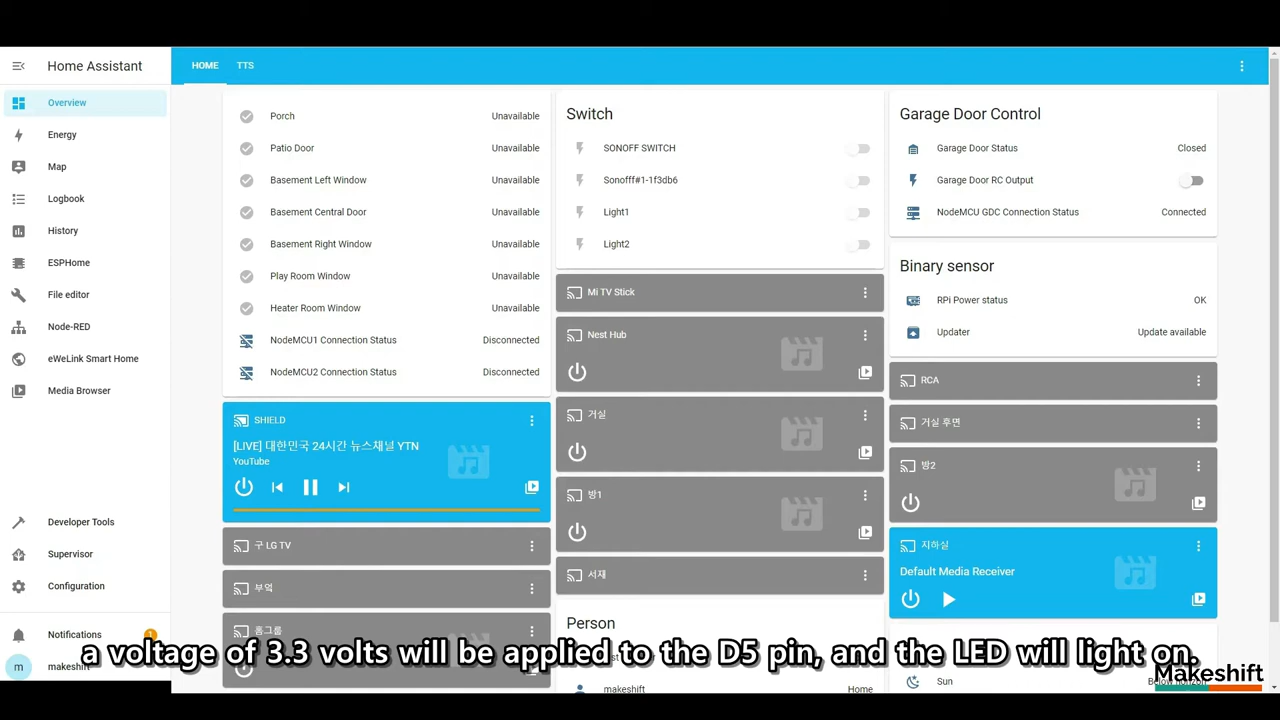 Home Assistant
HOME
TTS
Overview
Energy
Map
Logbook
History
ESPHome
File editor
Node-RED
eWeLink Smart Home
Media Browser
Developer Tools
Supervisor
Configuration
Notifications
m
makeshift
Porch Unavailable
Patio Door Unavailable
Basement Left Window Unavailable
Basement Central Door Unavailable
Basement Right Window Unavailable
Play Room Window Unavailable
Heater Room Window Unavailable
NodeMCU1 Connection Status Disconnected
NodeMCU2 Connection Status Disconnected
SHIELD
[LIVE] 대한민국 24시간 뉴스채널 YTN
YouTube
구 LG TV
부엌
홈그룹
Switch
SONOFF SWITCH
Sonofff#1-1f3db6
Light1
Light2
Mi TV Stick
Nest Hub
거실
방1
서재
Person
makeshift Home
Garage Door Control
Garage Door Status Closed
Garage Door RC Output
NodeMCU GDC Connection Status Connected
Binary sensor
RPi Power status OK
Updater Update available
RCA
거실 후면
방2
지하실
Default Media Receiver
Sun Below horizon
a voltage of 3.3 volts will be applied to the D5 pin, and the LED will light on.
Makeshift